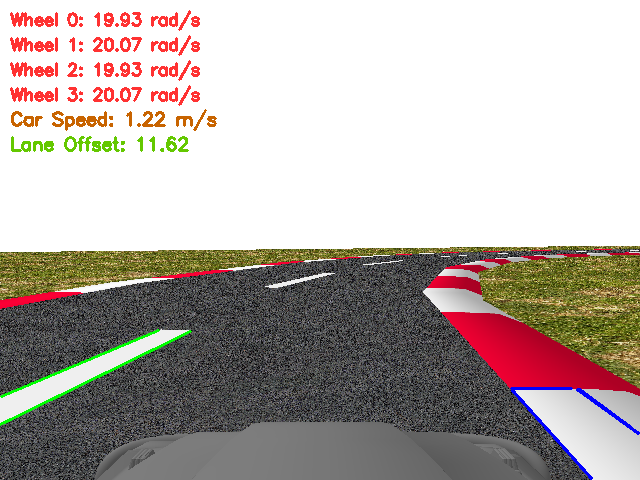 Wheel 0: 19.93 rad/s
Wheel 1: 20.07 rad/s
Wheel 2: 19.93 rad/s
Wheel 3: 20.07 rad/s
Car Speed: 1.22 m/s
Lane Offset: 11.62